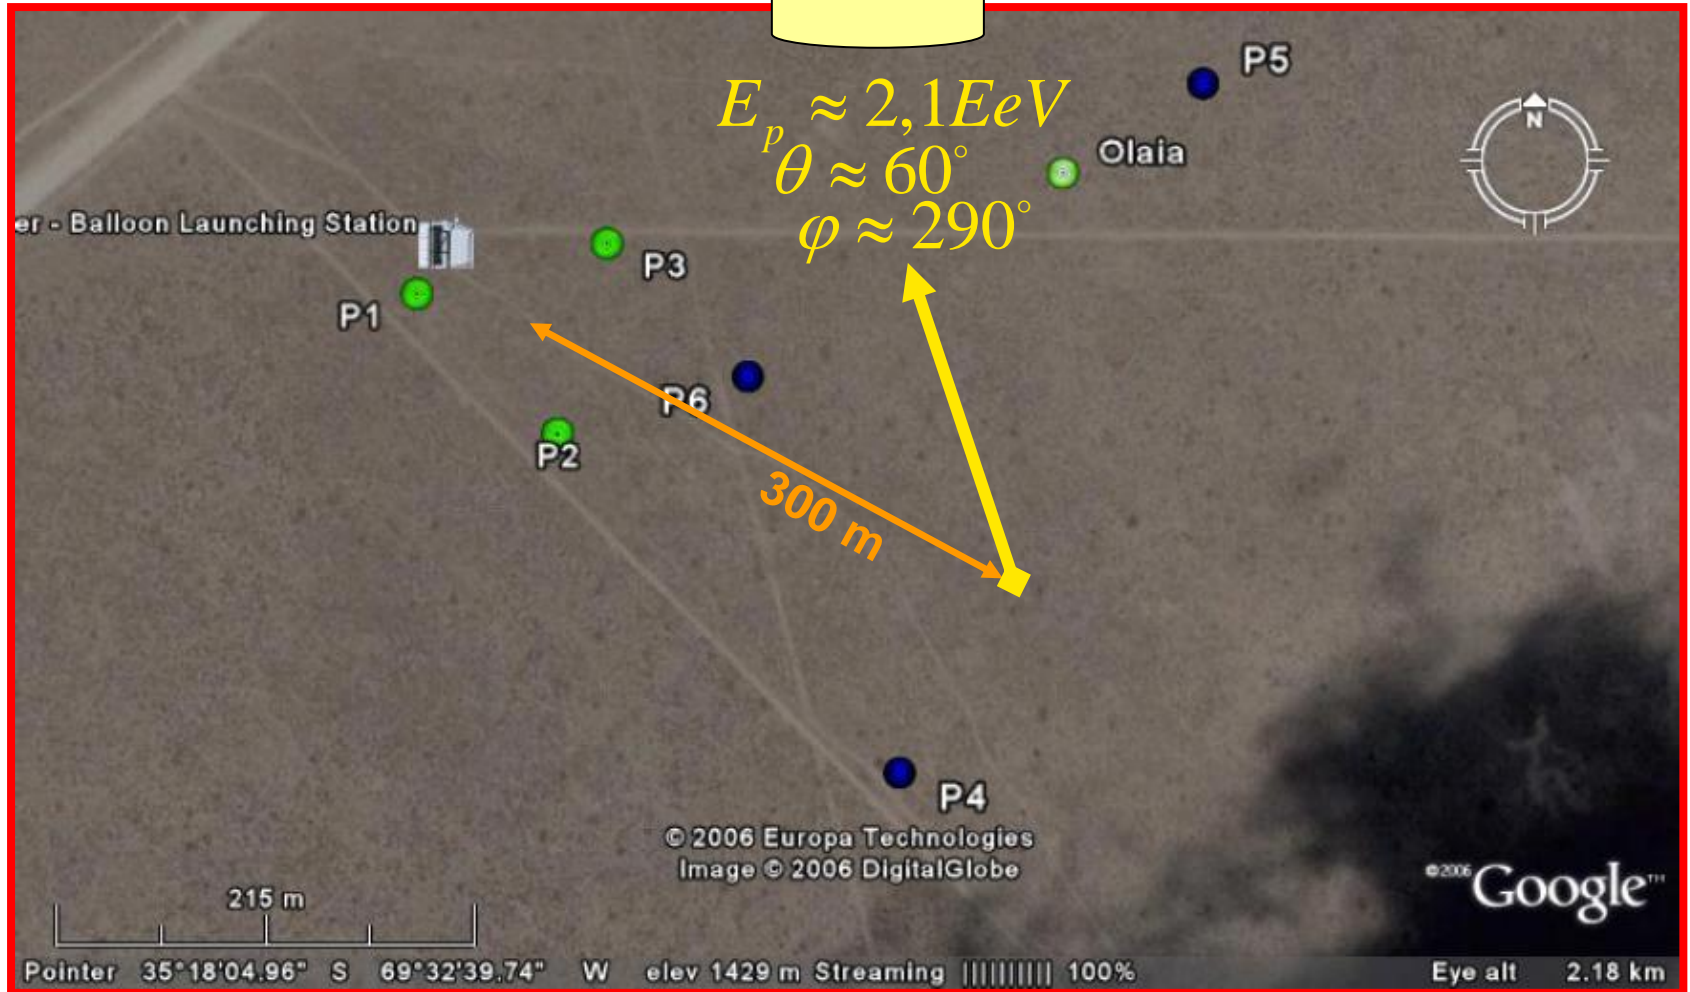 P5
E_p ≈ 2,1EeV
N
Olaia
θ ≈ 60°
φ ≈ 290°
er - Balloon Launching Station
P3
P1
P6
P2
300 m
P4
© 2006 Europa Technologies
Image © 2006 DigitalGlobe
©2006 Google™
215 m
Pointer 35°18'04.96" S 69°32'39.74" W elev 1429 m Streaming |||||||||| 100% Eye alt 2.18 km